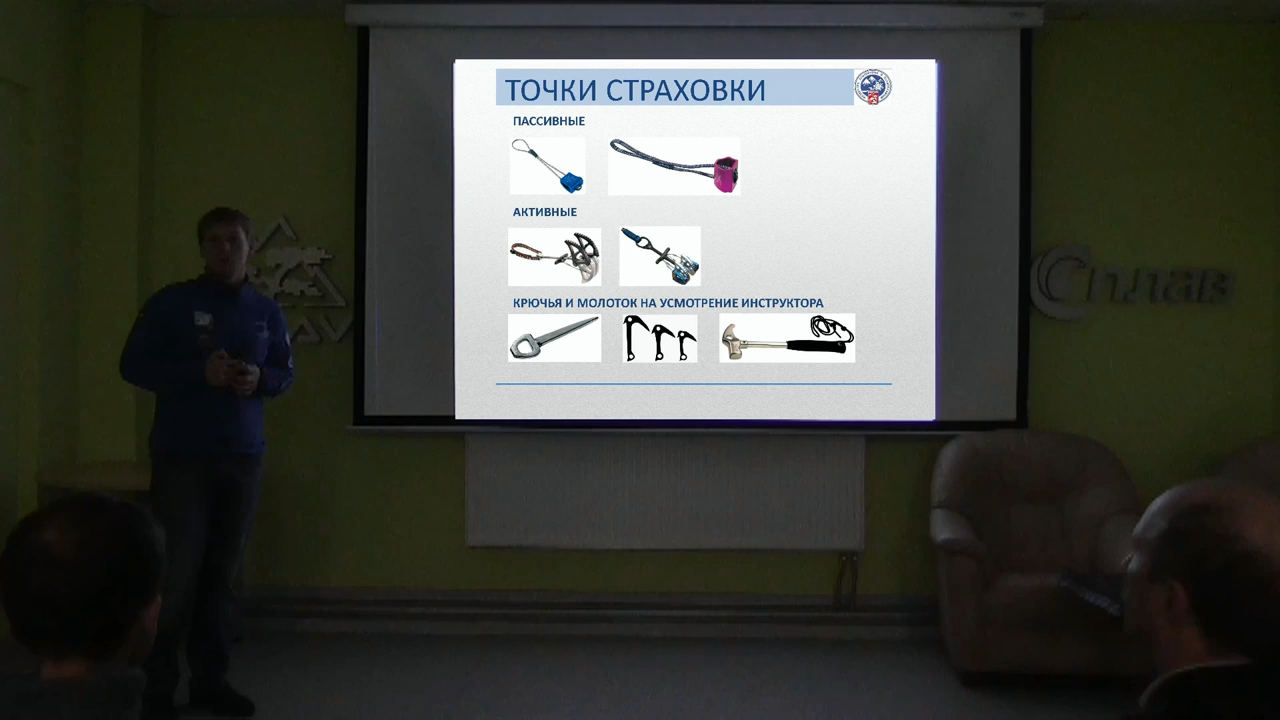 ТОЧКИ СТРАХОВКИ
ПАССИВНЫЕ
АКТИВНЫЕ
КРЮЧЬЯ И МОЛОТОК НА УСМОТРЕНИЕ ИНСТРУКТОРА
Сплав